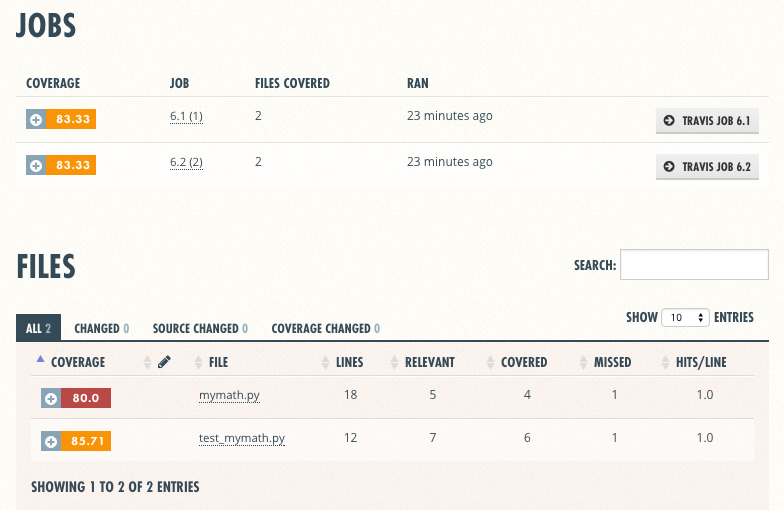 JOBS
COVERAGE JOB FILES COVERED RAN
83.33 6.1 (1) 2 23 minutes ago TRAVIS JOB 6.1
83.33 6.2 (2) 2 23 minutes ago TRAVIS JOB 6.2
FILES SEARCH:
SHOW 10 ENTRIES
ALL 2 CHANGED 0 SOURCE CHANGED 0 COVERAGE CHANGED 0
COVERAGE FILE LINES RELEVANT COVERED MISSED HITS/LINE
80.0 mymath.py 18 5 4 1 1.0
85.71 test_mymath.py 12 7 6 1 1.0
SHOWING 1 TO 2 OF 2 ENTRIES